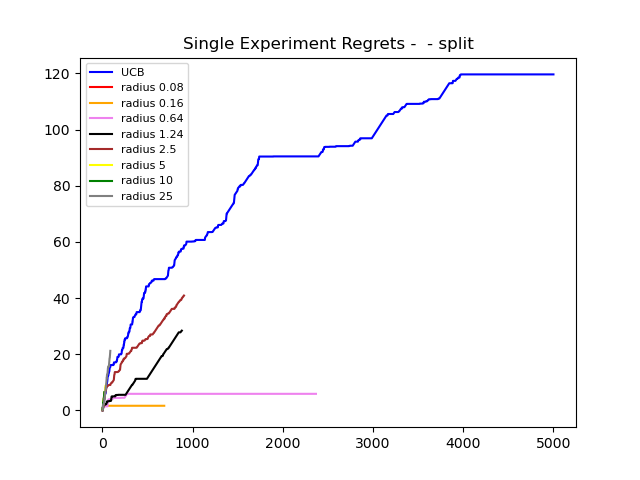 Single Experiment Regrets -  - split
UCB
radius 0.08
radius 0.16
radius 0.64
radius 1.24
radius 2.5
radius 5
radius 10
radius 25
120
100
80
60
40
20
0
0 1000 2000 3000 4000 5000